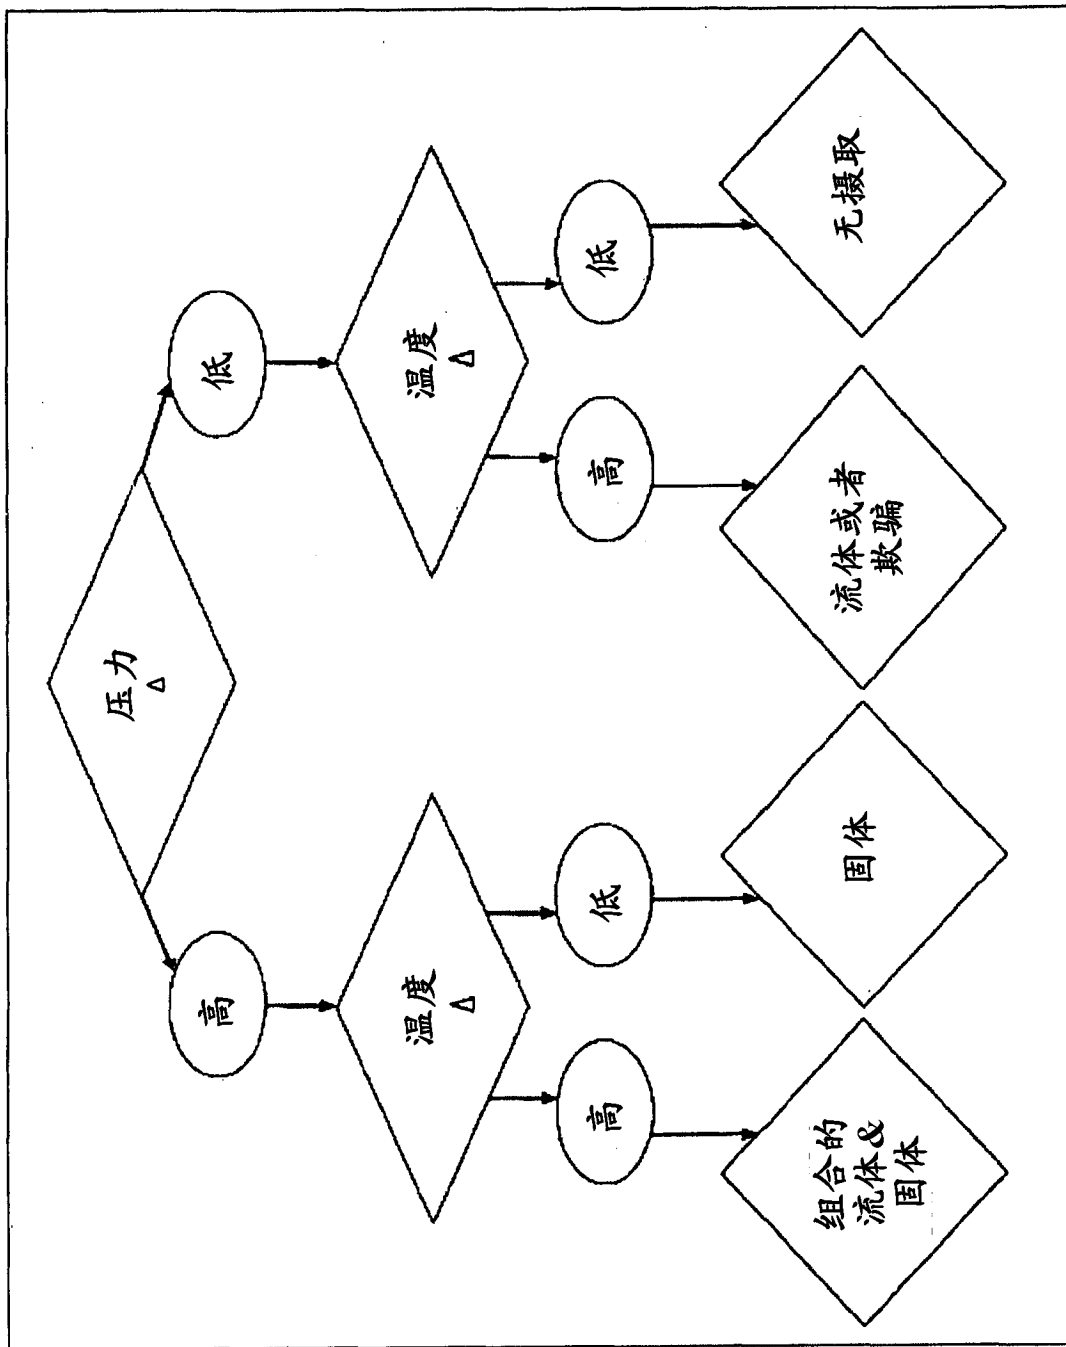 压力
Δ
高
低
温度
Δ
温度
Δ
高
低
高
低
组合的
流体&
固体
固体
流体或者
欺骗
无摄取